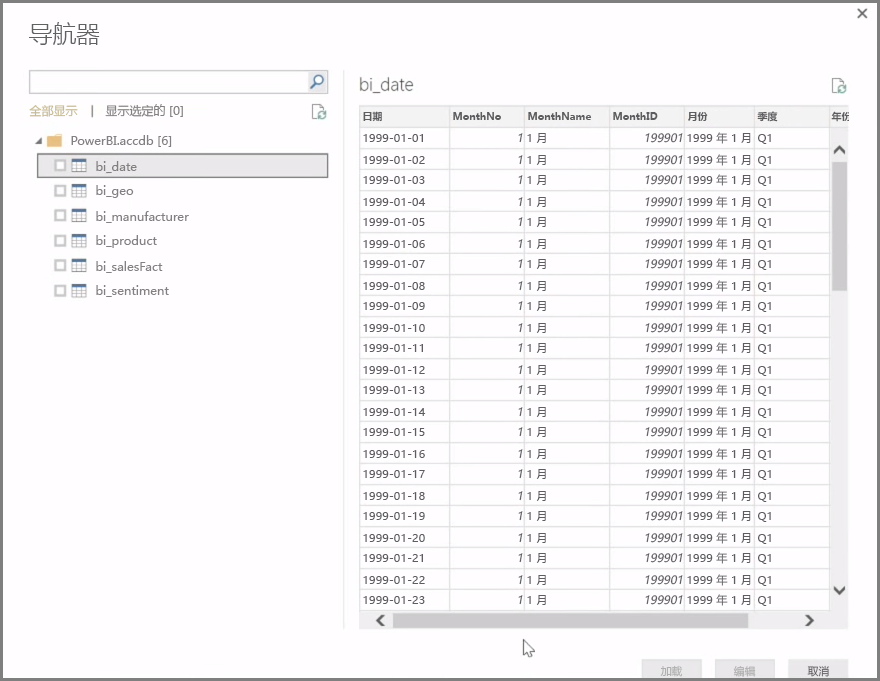 导航器
全部显示 | 显示选定的 [0]
PowerBI.accdb [6]
bi_date
bi_geo
bi_manufacturer
bi_product
bi_salesFact
bi_sentiment
bi_date
日期 MonthNo MonthName MonthID 月份 季度 年份
1999-01-01 1 1 月 199901 1999 年 1 月 Q1
1999-01-02 1 1 月 199901 1999 年 1 月 Q1
1999-01-03 1 1 月 199901 1999 年 1 月 Q1
1999-01-04 1 1 月 199901 1999 年 1 月 Q1
1999-01-05 1 1 月 199901 1999 年 1 月 Q1
1999-01-06 1 1 月 199901 1999 年 1 月 Q1
1999-01-07 1 1 月 199901 1999 年 1 月 Q1
1999-01-08 1 1 月 199901 1999 年 1 月 Q1
1999-01-09 1 1 月 199901 1999 年 1 月 Q1
1999-01-10 1 1 月 199901 1999 年 1 月 Q1
1999-01-11 1 1 月 199901 1999 年 1 月 Q1
1999-01-12 1 1 月 199901 1999 年 1 月 Q1
1999-01-13 1 1 月 199901 1999 年 1 月 Q1
1999-01-14 1 1 月 199901 1999 年 1 月 Q1
1999-01-15 1 1 月 199901 1999 年 1 月 Q1
1999-01-16 1 1 月 199901 1999 年 1 月 Q1
1999-01-17 1 1 月 199901 1999 年 1 月 Q1
1999-01-18 1 1 月 199901 1999 年 1 月 Q1
1999-01-19 1 1 月 199901 1999 年 1 月 Q1
1999-01-20 1 1 月 199901 1999 年 1 月 Q1
1999-01-21 1 1 月 199901 1999 年 1 月 Q1
1999-01-22 1 1 月 199901 1999 年 1 月 Q1
1999-01-23 1 1 月 199901 1999 年 1 月 Q1
加载 编辑 取消